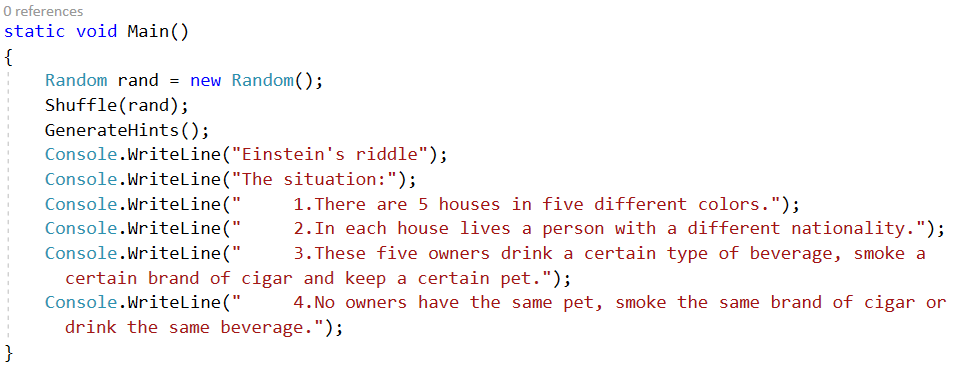 0 references
static void Main()
{
    Random rand = new Random();
    Shuffle(rand);
    GenerateHints();
    Console.WriteLine("Einstein's riddle");
    Console.WriteLine("The situation:");
    Console.WriteLine("     1.There are 5 houses in five different colors.");
    Console.WriteLine("     2.In each house lives a person with a different nationality.");
    Console.WriteLine("     3.These five owners drink a certain type of beverage, smoke a
      certain brand of cigar and keep a certain pet.");
    Console.WriteLine("     4.No owners have the same pet, smoke the same brand of cigar or
      drink the same beverage.");
}